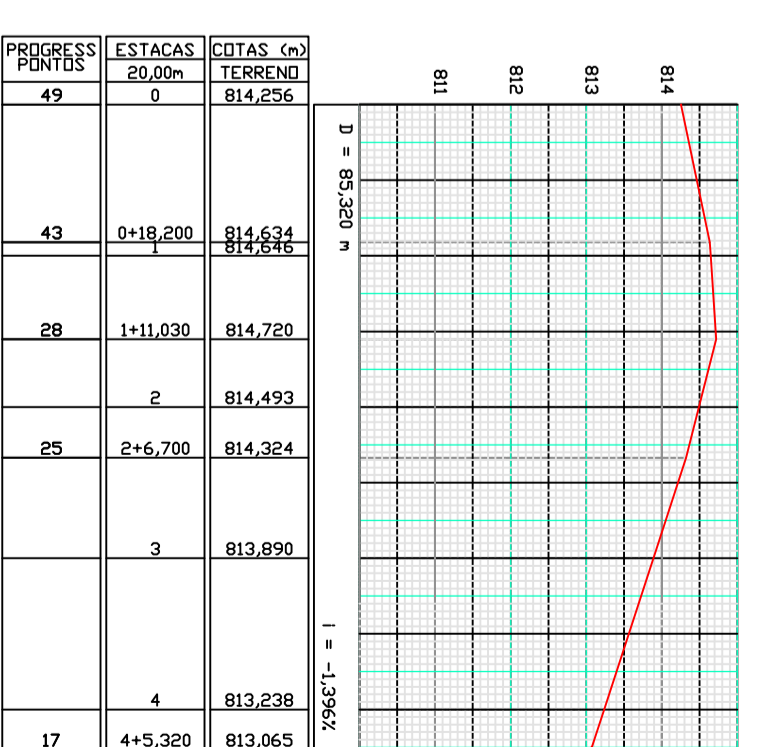 PROGRESS ESTACAS COTAS (m)
PONTOS 20,00m TERRENO
49 0 814,256
43 0+18,200 814,634
1 814,646
28 1+11,030 814,720
2 814,493
25 2+6,700 814,324
3 813,890
4 813,238
17 4+5,320 813,065
D = 85,320 m
i = -1,396%
811
812
813
814